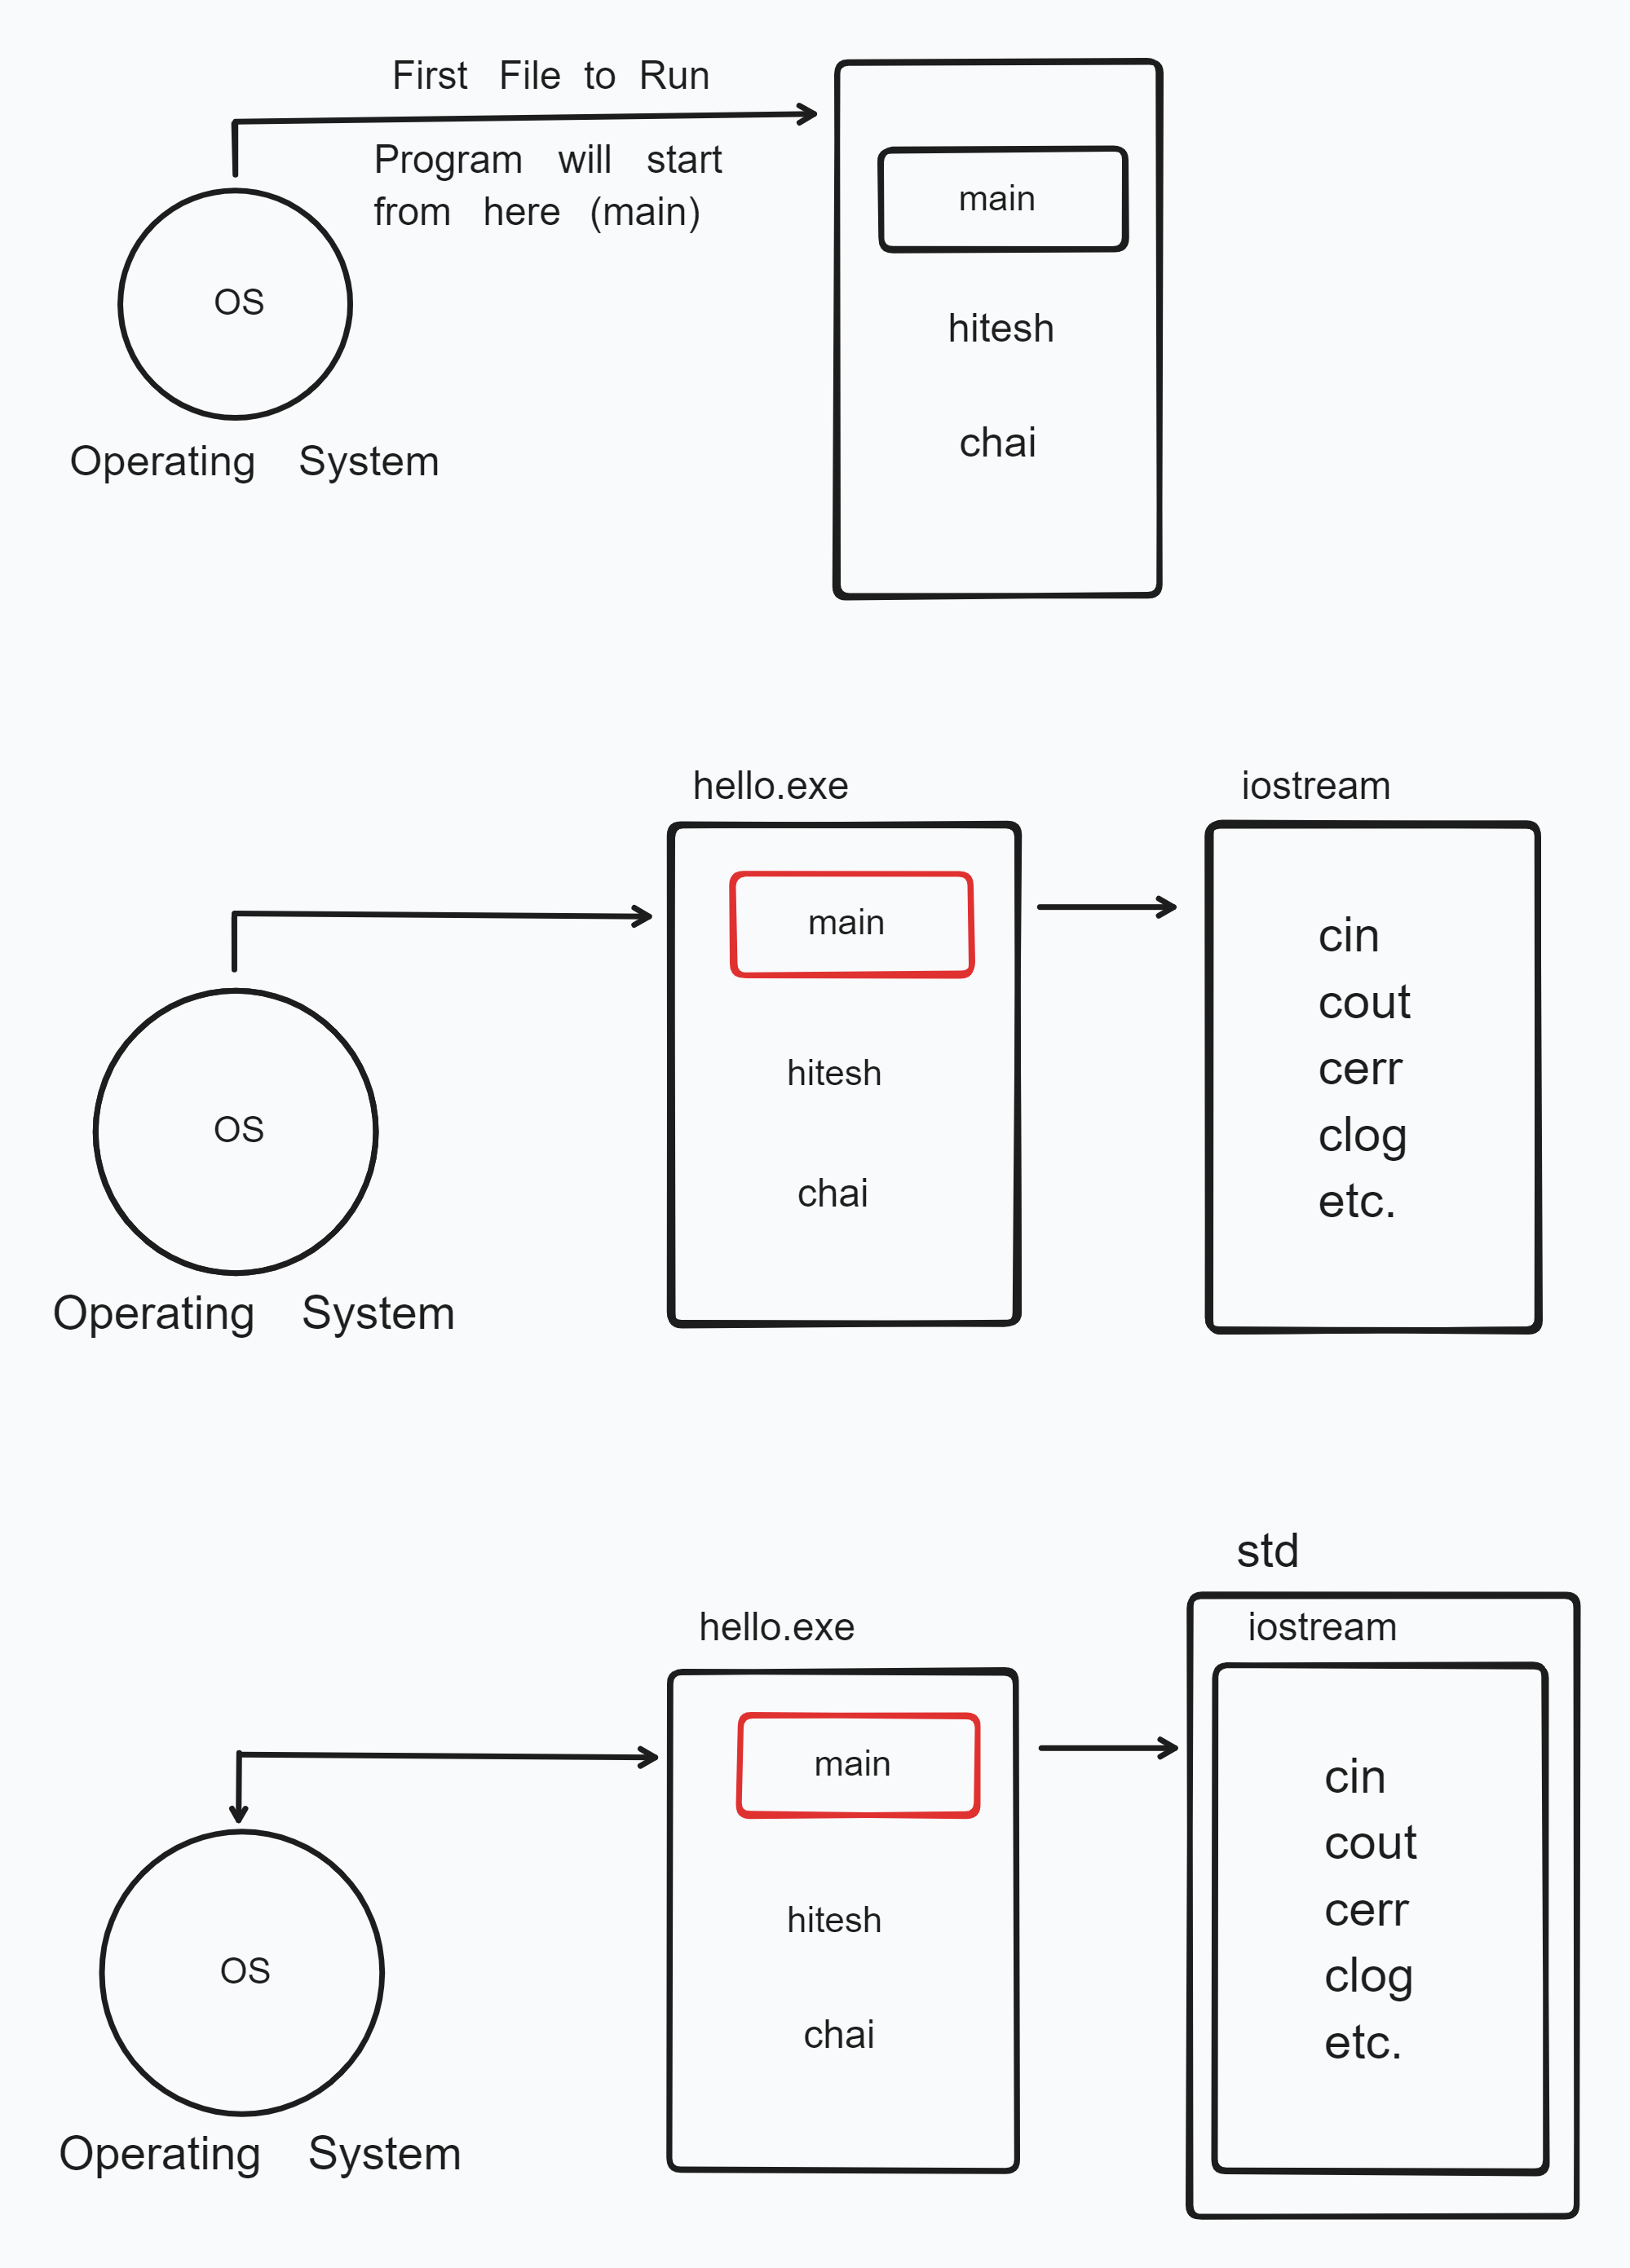 First File to Run
Program will start
from here (main)
OS
Operating System
main
hitesh
chai
hello.exe
iostream
main
hitesh
chai
cin
cout
cerr
clog
etc.
OS
Operating System
std
hello.exe
iostream
main
hitesh
chai
cin
cout
cerr
clog
etc.
OS
Operating System